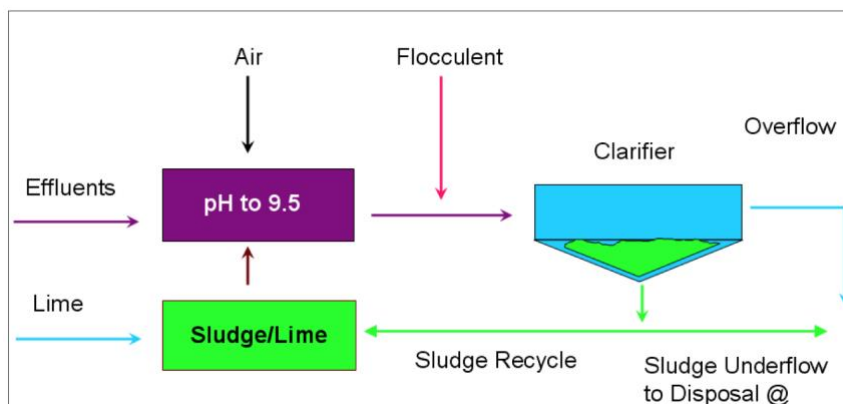 Air
Flocculent
Overflow
Clarifier
Effluents
pH to 9.5
Lime
Sludge/Lime
Sludge Recycle
Sludge Underflow
to Disposal @